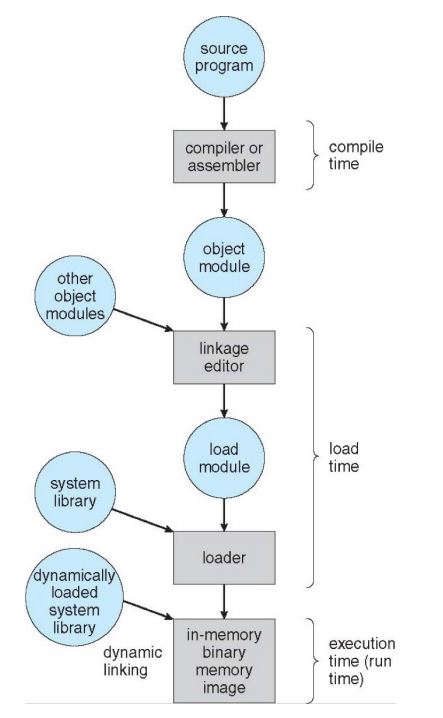 source
program
compiler or
assembler
compile
time
object
module
other
object
modules
linkage
editor
load
module
load
time
system
library
loader
dynamically
loaded
system
library
dynamic
linking
in-memory
binary
memory
image
execution
time (run
time)